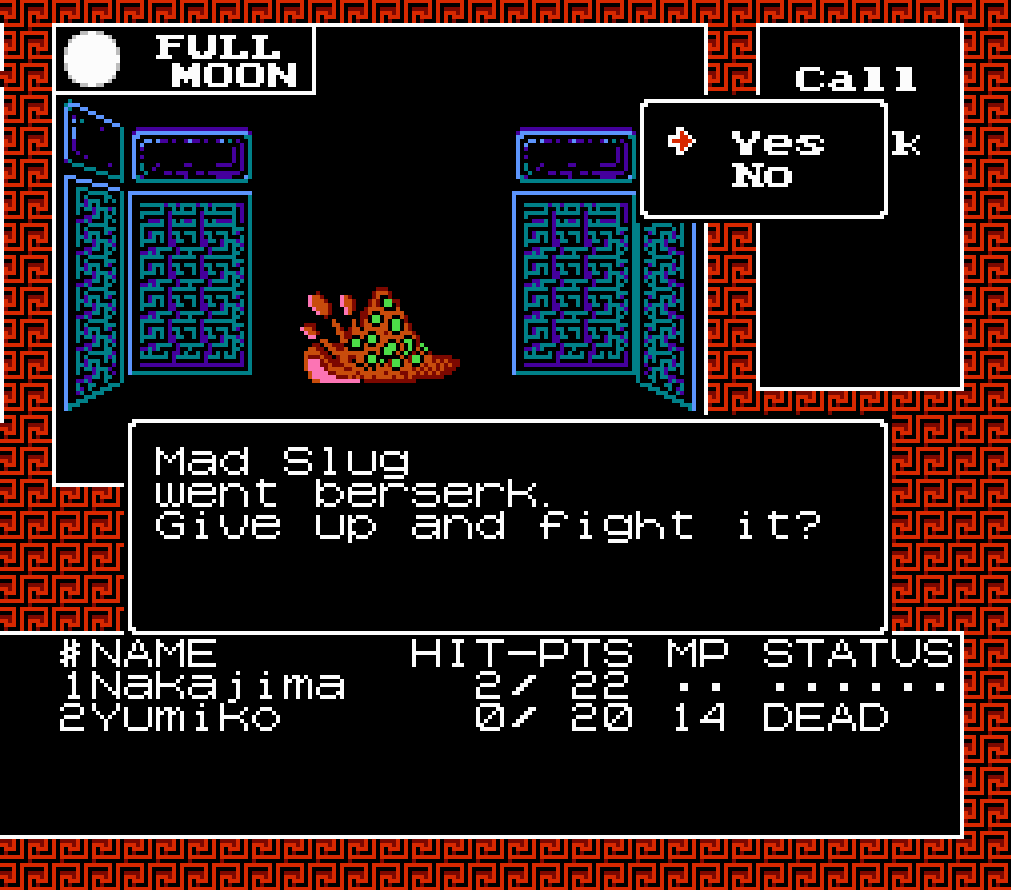 FULL
MOON
Call
Yes
k
No
Mad Slug
went berserk.
Give up and fight it?
#NAME HIT-PTS MP STATUS
1Nakajima 2/ 22 .. ......
2Yumiko 0/ 20 14 DEAD